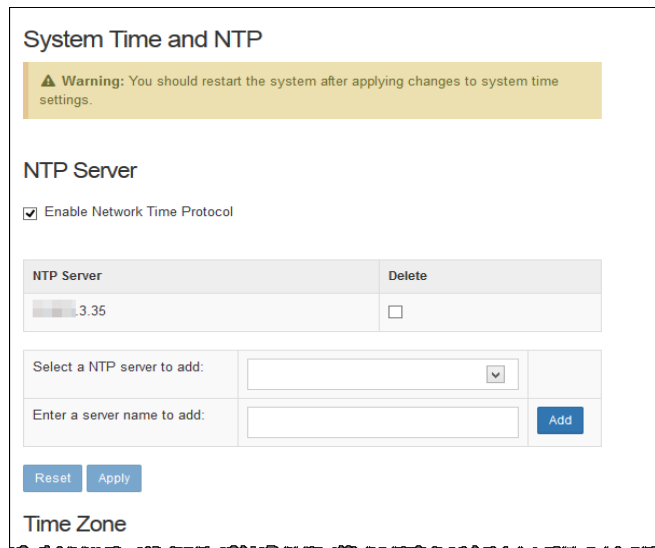 System Time and NTP
Warning: You should restart the system after applying changes to system time
settings.
NTP Server
Enable Network Time Protocol
NTP Server Delete
.3.35
Select a NTP server to add:
Enter a server name to add: Add
Reset Apply
Time Zone